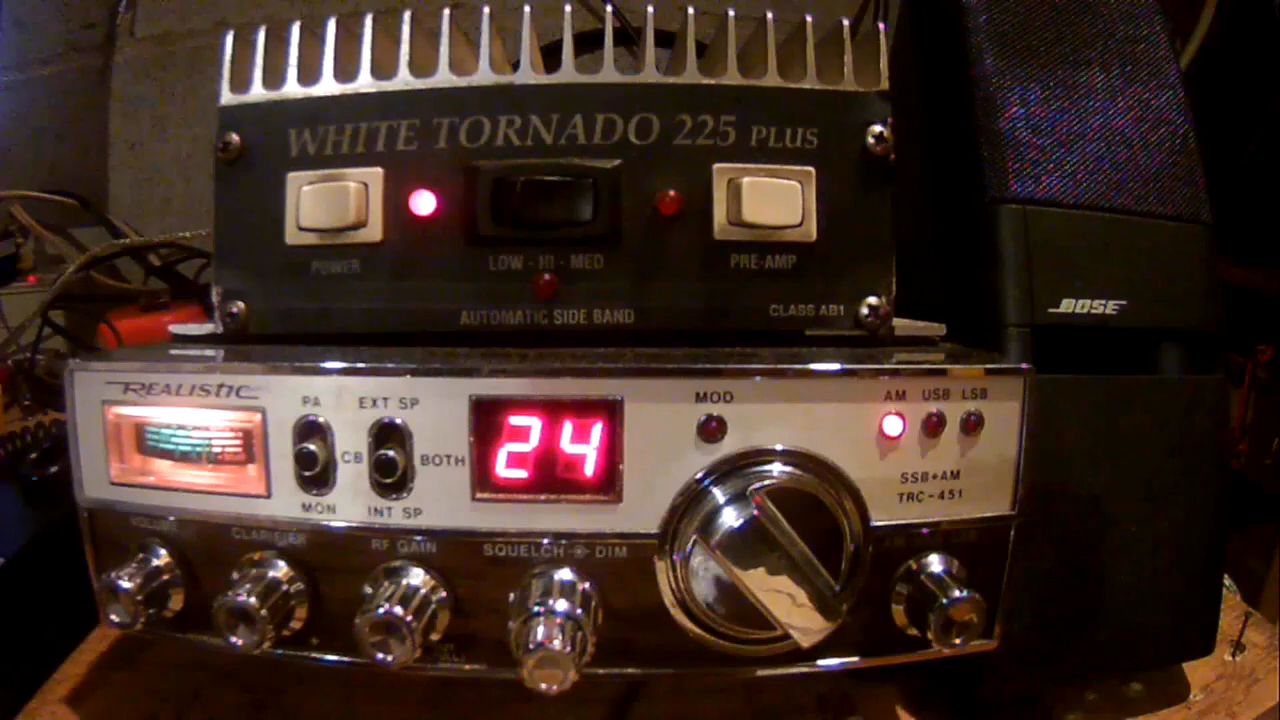 WHITE TORNADO 225 PLUS
POWER
LOW - HI - MED
PRE-AMP
AUTOMATIC SIDE BAND
CLASS AB1
BOSE
REALISTIC
PA
EXT SP
MOD
AM USB LSB
24
CB
BOTH
SSB+AM
TRC-451
MON
INT SP
VOLUME
CLARIFIER
RF GAIN
SQUELCH DIM